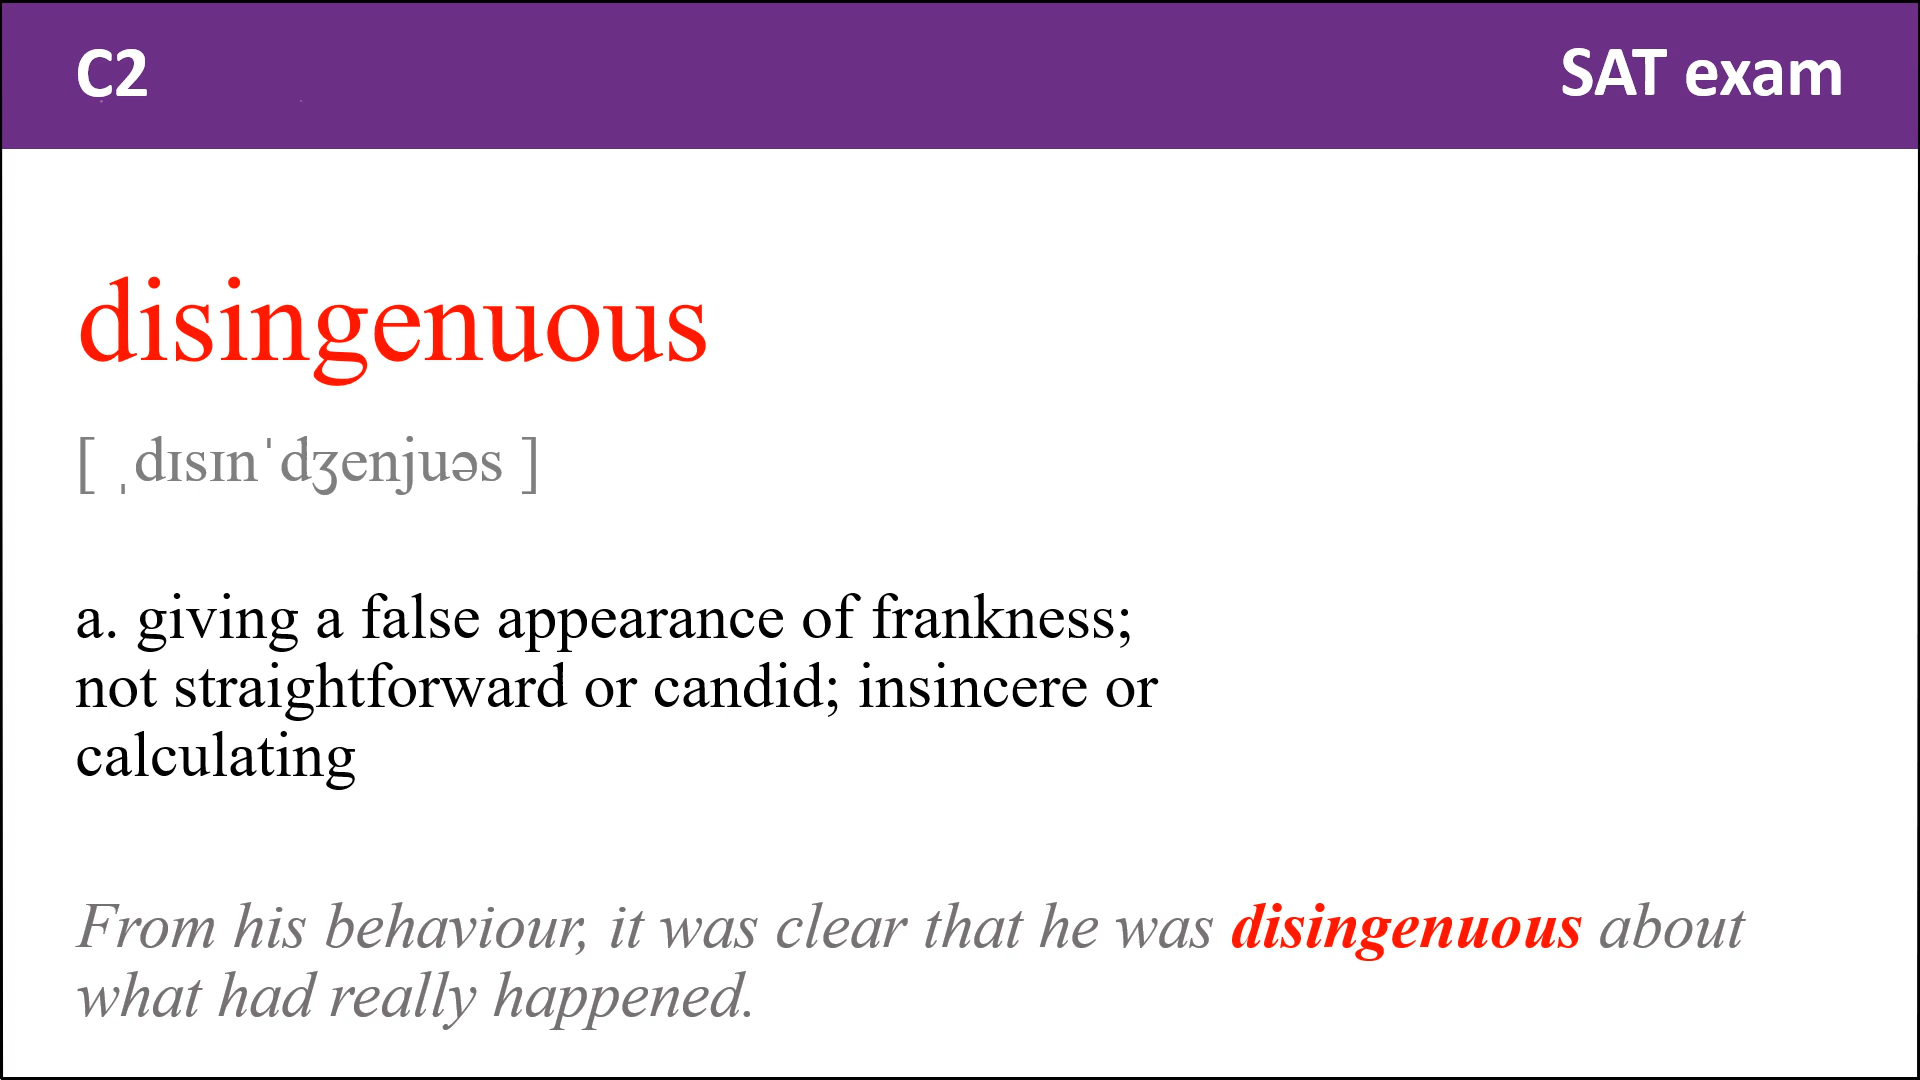 C2 SAT exam
disingenuous
[ ˌdɪsɪnˈdʒenjuəs ]
a. giving a false appearance of frankness;
not straightforward or candid; insincere or
calculating
From his behaviour, it was clear that he was disingenuous about
what had really happened.